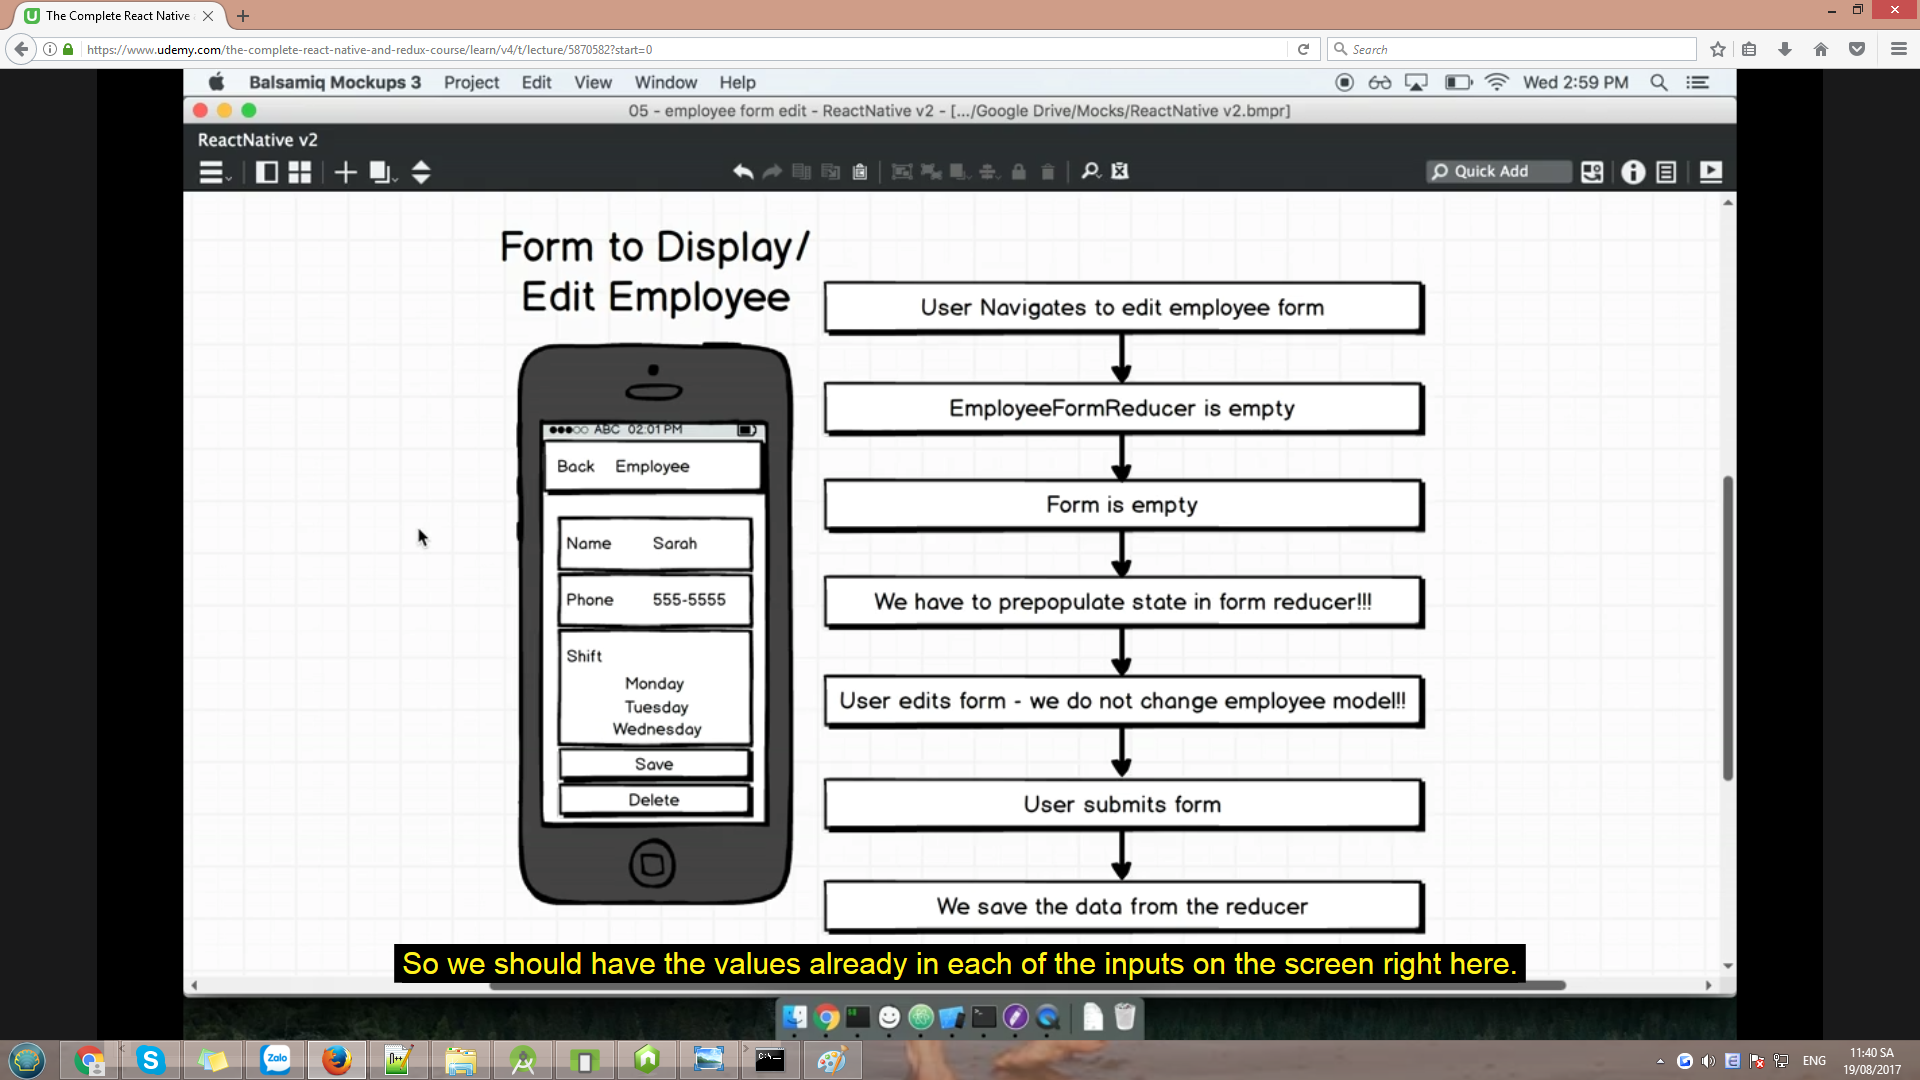 The Complete React Native
https://www.udemy.com/the-complete-react-native-and-redux-course/learn/v4/t/lecture/5870582?start=0
Search
Balsamiq Mockups 3 Project Edit View Window Help
Wed 2:59 PM
05 - employee form edit - ReactNative v2 - [.../Google Drive/Mocks/ReactNative v2.bmpr]
ReactNative v2
Quick Add
Form to Display/
Edit Employee
ABC 02:01 PM
Back Employee
Name Sarah
Phone 555-5555
Shift
Monday
Tuesday
Wednesday
Save
Delete
User Navigates to edit employee form
EmployeeFormReducer is empty
Form is empty
We have to prepopulate state in form reducer!!!
User edits form - we do not change employee model!!
User submits form
We save the data from the reducer
So we should have the values already in each of the inputs on the screen right here.
Zalo
ENG
11:40 SA
19/08/2017